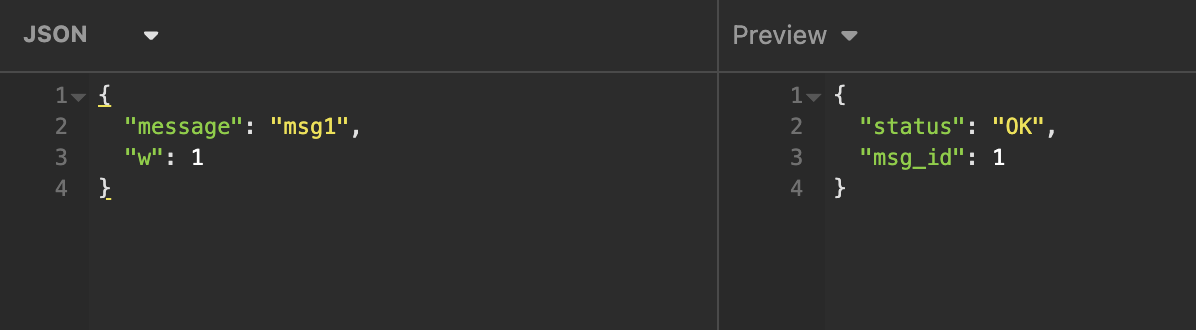 JSON
1 {
2 "message": "msg1",
3 "w": 1
4 }
Preview
1 {
2 "status": "OK",
3 "msg_id": 1
4 }